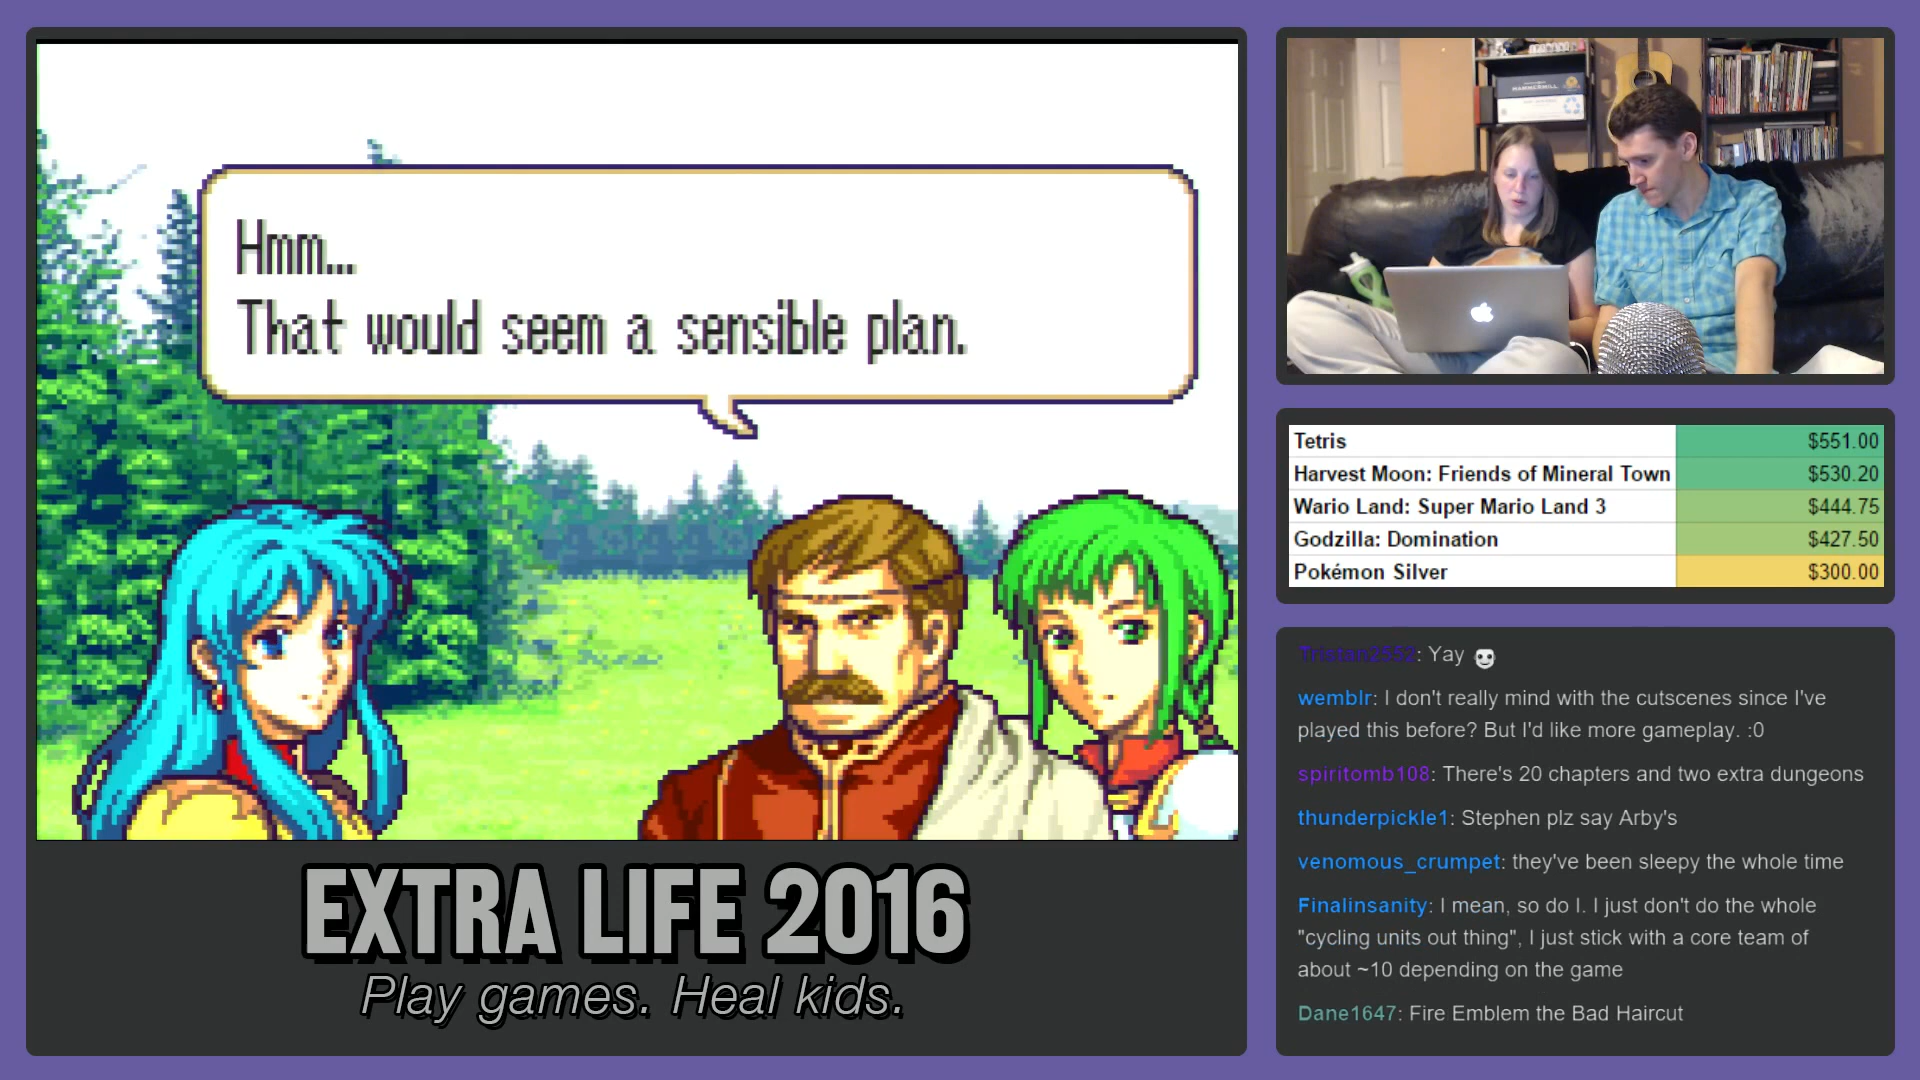 Hmm...
That would seem a sensible plan.
EXTRA LIFE 2016
Play games. Heal kids.
HAMMERMILL
Tetris $551.00
Harvest Moon: Friends of Mineral Town $530.20
Wario Land: Super Mario Land 3 $444.75
Godzilla: Domination $427.50
Pokémon Silver $300.00
Tristan2552: Yay
wemblr: I don't really mind with the cutscenes since I've
played this before? But I'd like more gameplay. :0
spiritomb108: There's 20 chapters and two extra dungeons
thunderpickle1: Stephen plz say Arby's
venomous_crumpet: they've been sleepy the whole time
Finalinsanity: I mean, so do I. I just don't do the whole
"cycling units out thing", I just stick with a core team of
about ~10 depending on the game
Dane1647: Fire Emblem the Bad Haircut